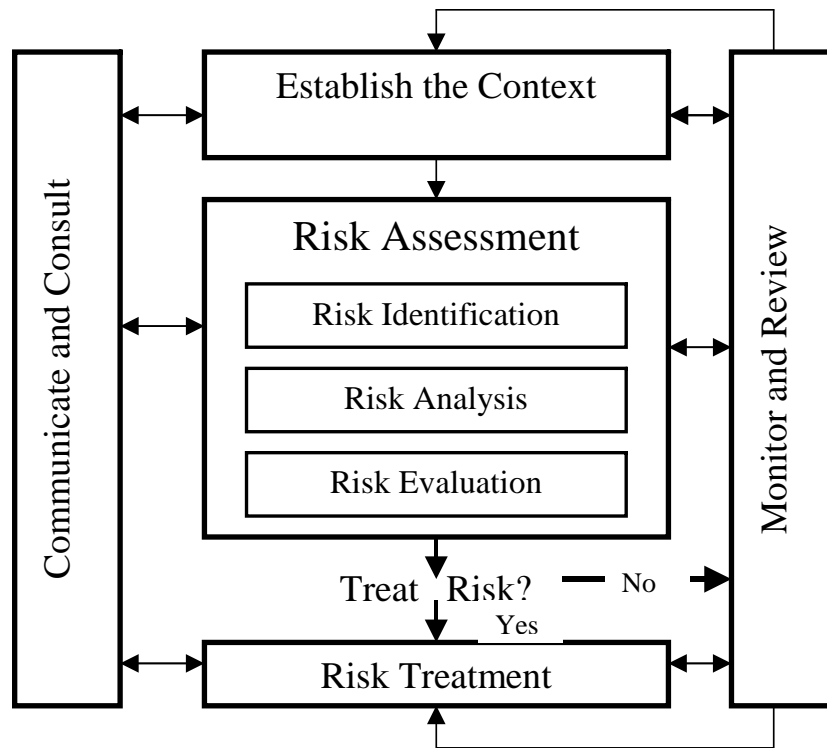 Communicate and Consult
Establish the Context
Risk Assessment
Risk Identification
Risk Analysis
Risk Evaluation
Treat Risk?
No
Yes
Risk Treatment
Monitor and Review